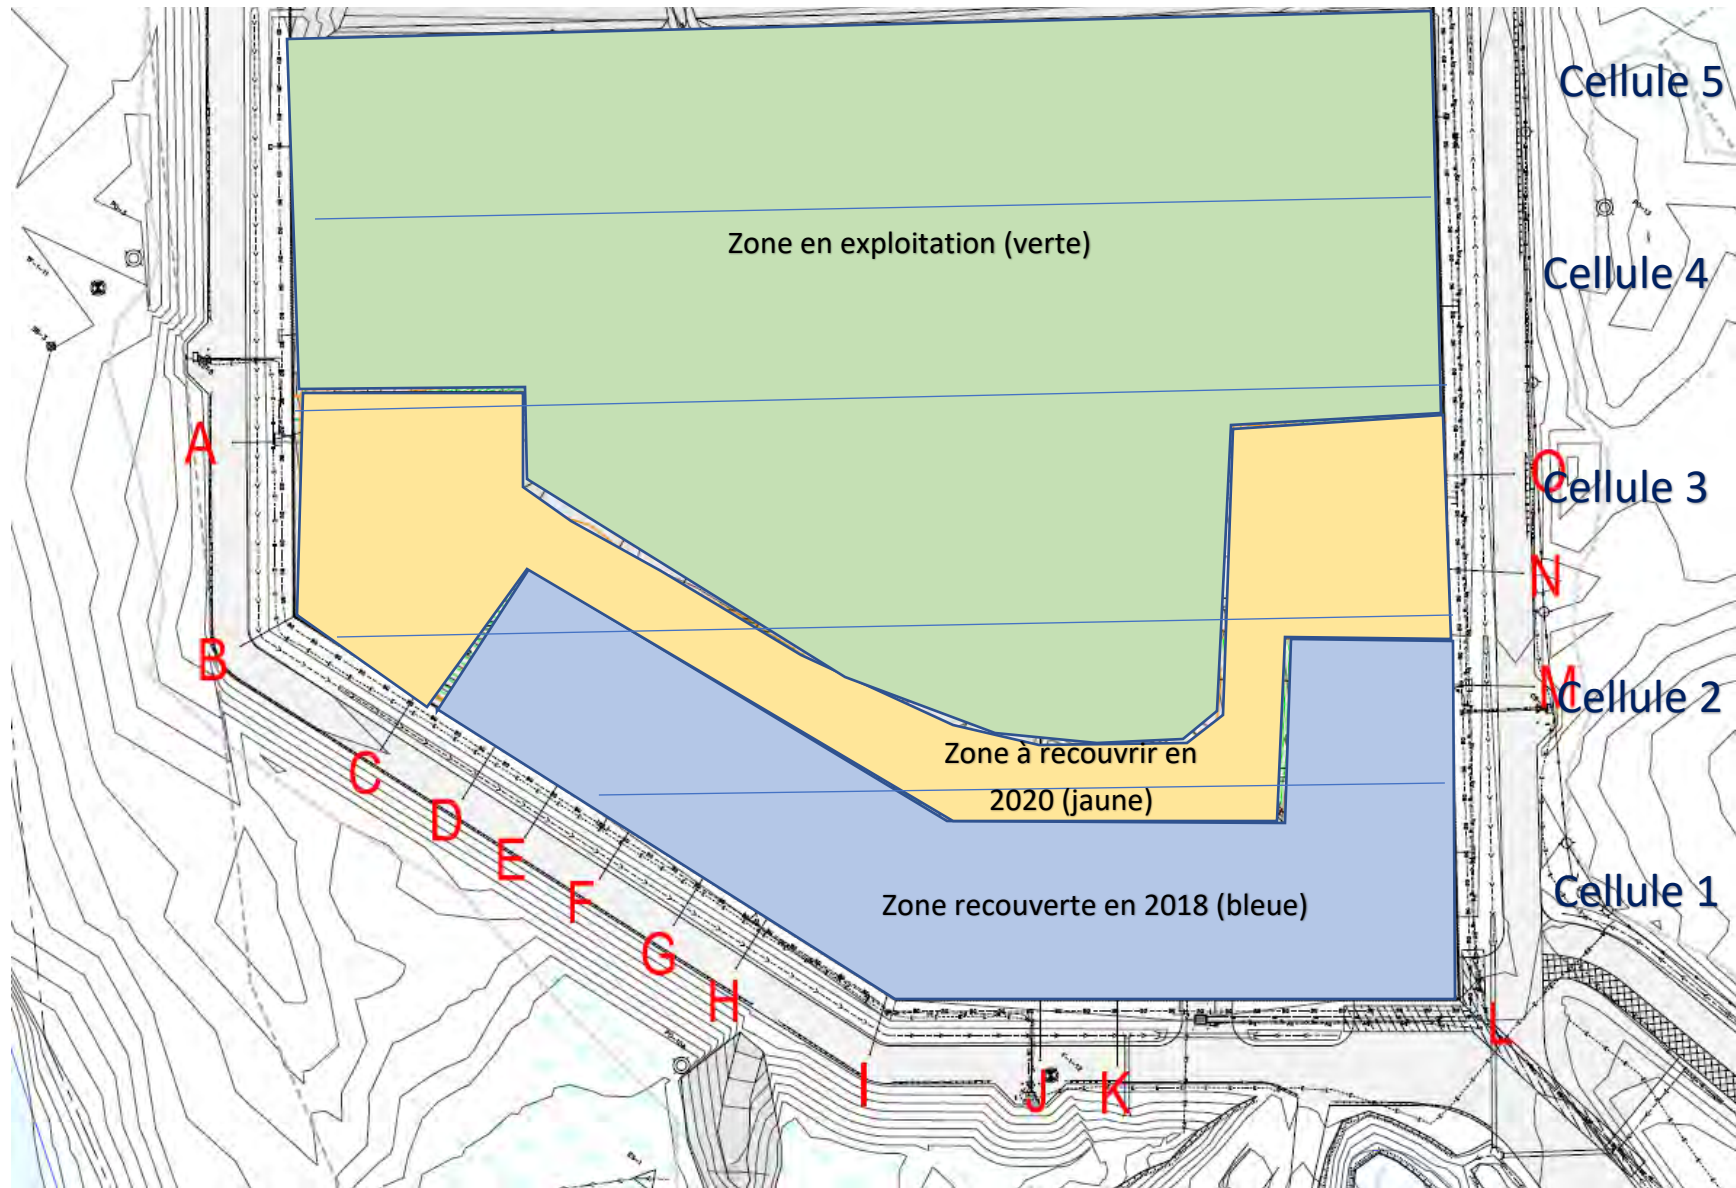 Cellule 5
Zone en exploitation (verte)
Cellule 4
A
O
Cellule 3
N
B
M
Cellule 2
Zone à recouvrir en
2020 (jaune)
C
D
E
F
Zone recouverte en 2018 (bleue)
Cellule 1
G
H
I
J
K
L